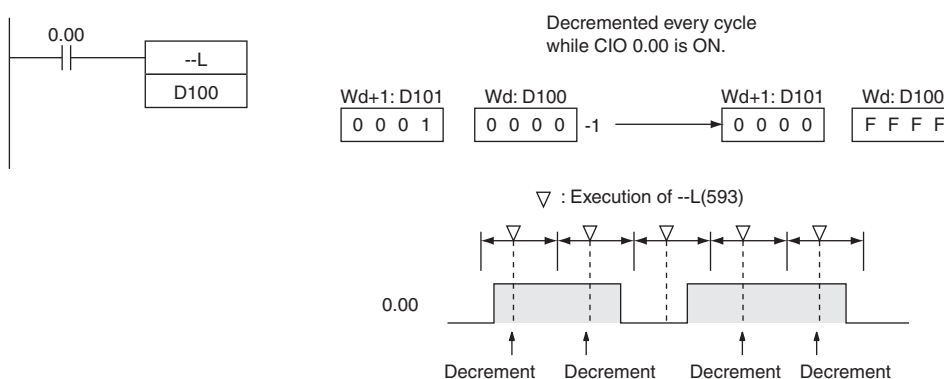 0.00
--L
D100
Decremented every cycle
while CIO 0.00 is ON.
Wd+1: D101 Wd: D100 Wd+1: D101 Wd: D100
0 0 0 1 0 0 0 0 -1 0 0 0 0 F F F F
: Execution of --L(593)
0.00
Decrement Decrement Decrement Decrement